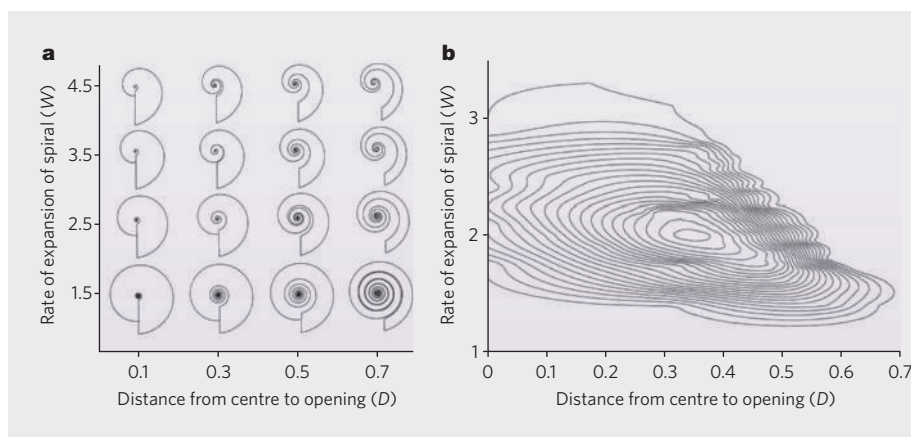 a
Rate of expansion of spiral (W)
4.5
3.5
2.5
1.5
0.1 0.3 0.5 0.7
Distance from centre to opening (D)
b
Rate of expansion of spiral (W)
3
2
1
0 0.1 0.2 0.3 0.4 0.5 0.6 0.7
Distance from centre to opening (D)